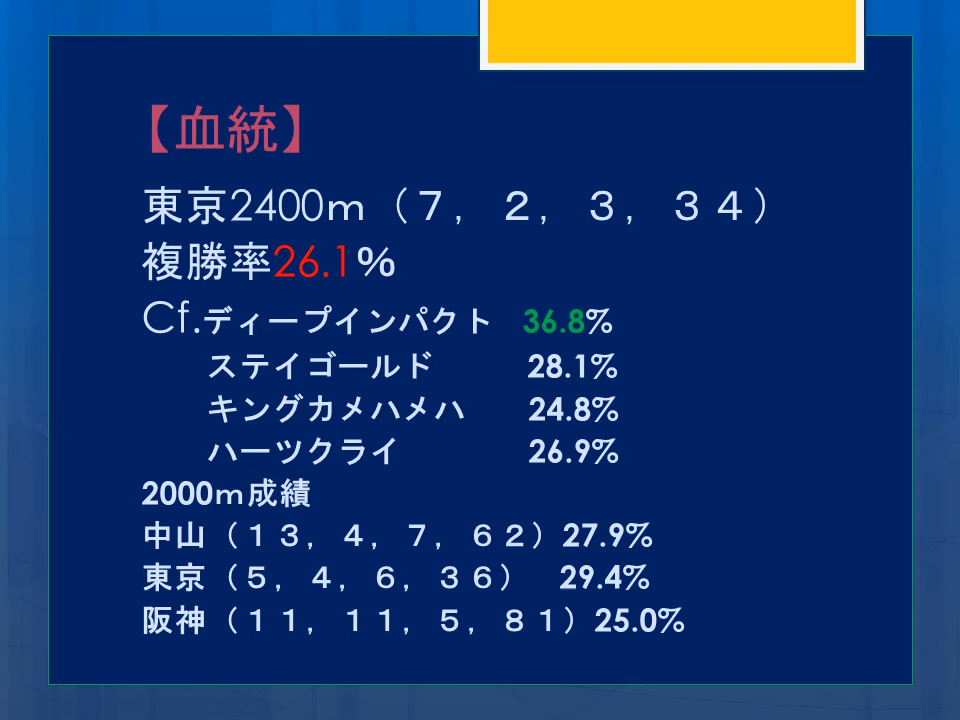 【血統】
東京2400ｍ（７，２，３，３４）
複勝率26.1％
Cf.ディープインパクト　36.8%
ステイゴールド　28.1%
キングカメハメハ　24.8%
ハーツクライ　26.9%
2000ｍ成績
中山（１３，４，７，６２）27.9%
東京（５，４，６，３６）　29.4%
阪神（１１，１１，５，８１）25.0%